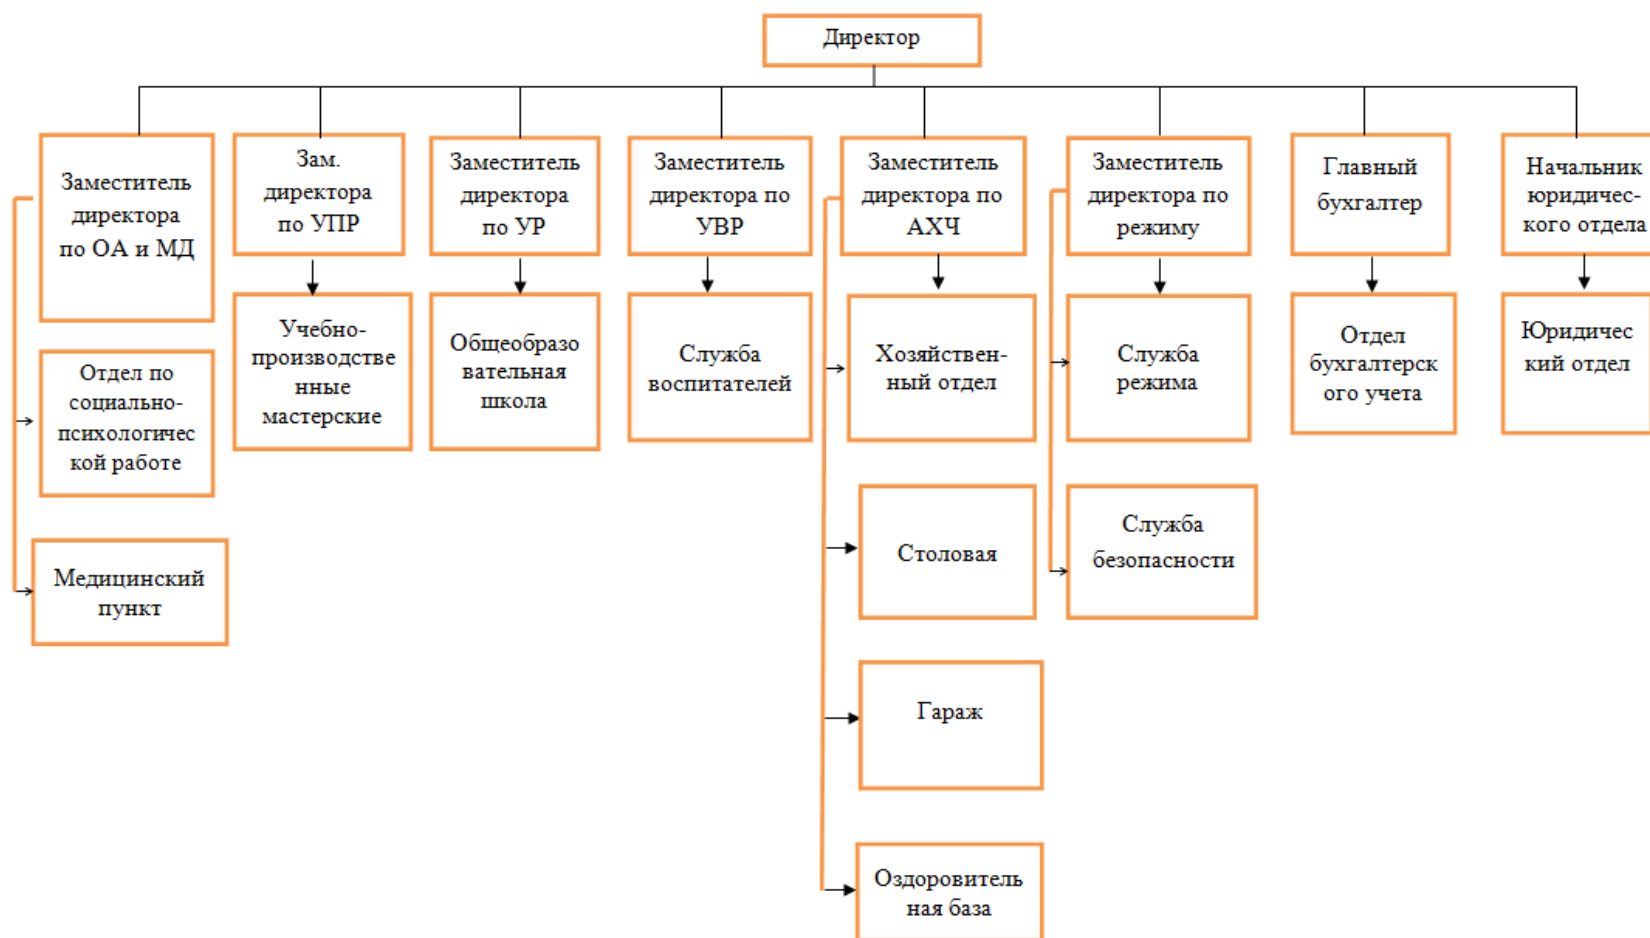 Директор
Заместитель
директора
по ОА и МД
Зам.
директора
по УПР
Заместитель
директора
по УР
Заместитель
директора по
УВР
Заместитель
директора по
АХЧ
Заместитель
директора по
режиму
Главный
бухгалтер
Начальник
юридичес-
кого отдела
Отдел по
социально-
психологичес
кой работе
Учебно-
производстве
нные
мастерские
Общеобразо
вательная
школа
Служба
воспитателей
Хозяйствен-
ный отдел
Служба
режима
Отдел
бухгалтерск
ого учета
Юридичес
кий отдел
Медицинский
пункт
Столовая
Служба
безопасности
Гараж
Оздоровитель
ная база